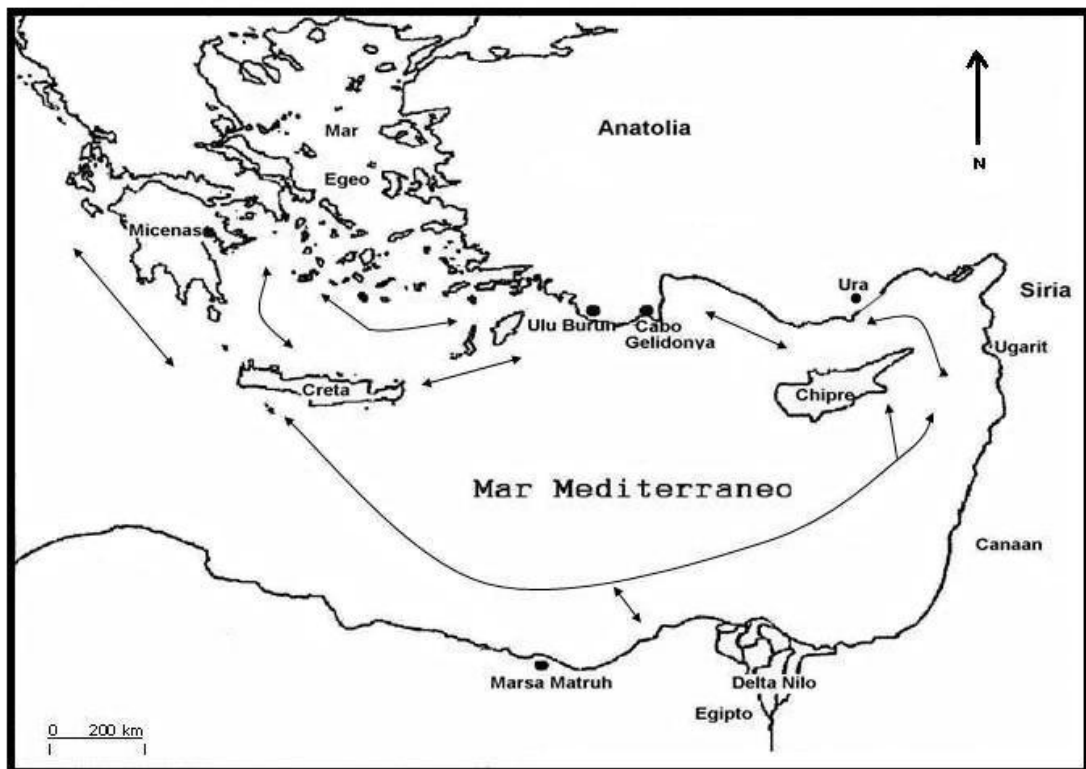 Mar
Egeo
Anatolia
N
Micenas
Ura
Siria
Ulu Burun
Cabo
Gelidonya
Ugarit
Creta
Chipre
Mar Mediterraneo
Canaan
Marsa Matruh
Delta Nilo
Egipto
0 200 km